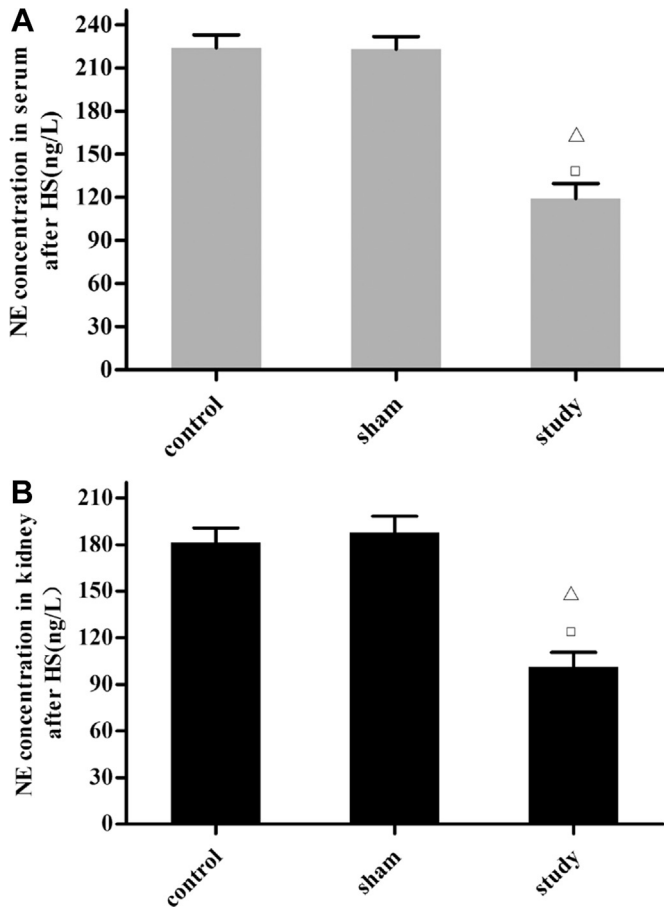 A
NE concentration in serum
after HS(ng/L)
240
210
180
150
120
90
60
30
0
△
□
control
sham
study
B
NE concentration in kidney
after HS(ng/L）
210
180
150
120
90
60
30
0
△
□
control
sham
study